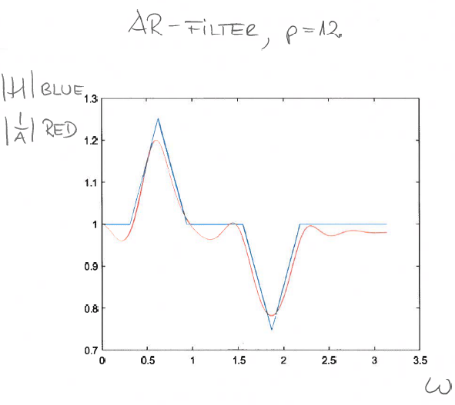 AR-FILTER, p=12
|H| BLUE
|1/A| RED
1.3
1.2
1.1
1
0.9
0.8
0.7
0 0.5 1 1.5 2 2.5 3 3.5
ω